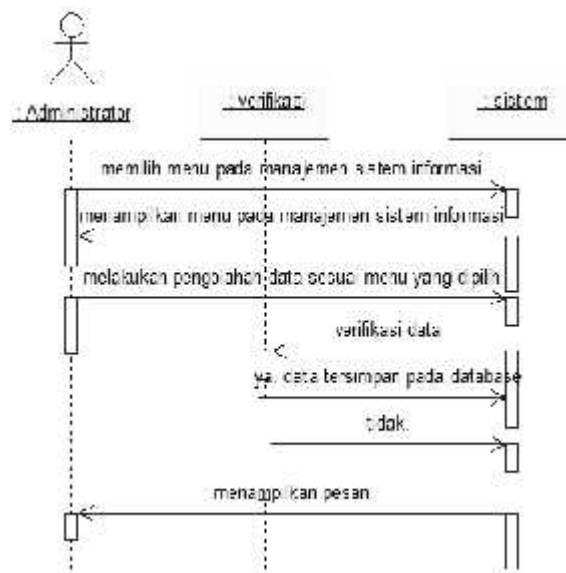 : Administrator
: verifikasi
: sistem
memilih menu pada manajemen sistem informasi
menampilkan menu pada manajemen sistem informasi
melakukan pengolahan data sesuai menu yang dipilih
verifikasi data
ya. data tersimpan pada database
tidak.
menampilkan pesan